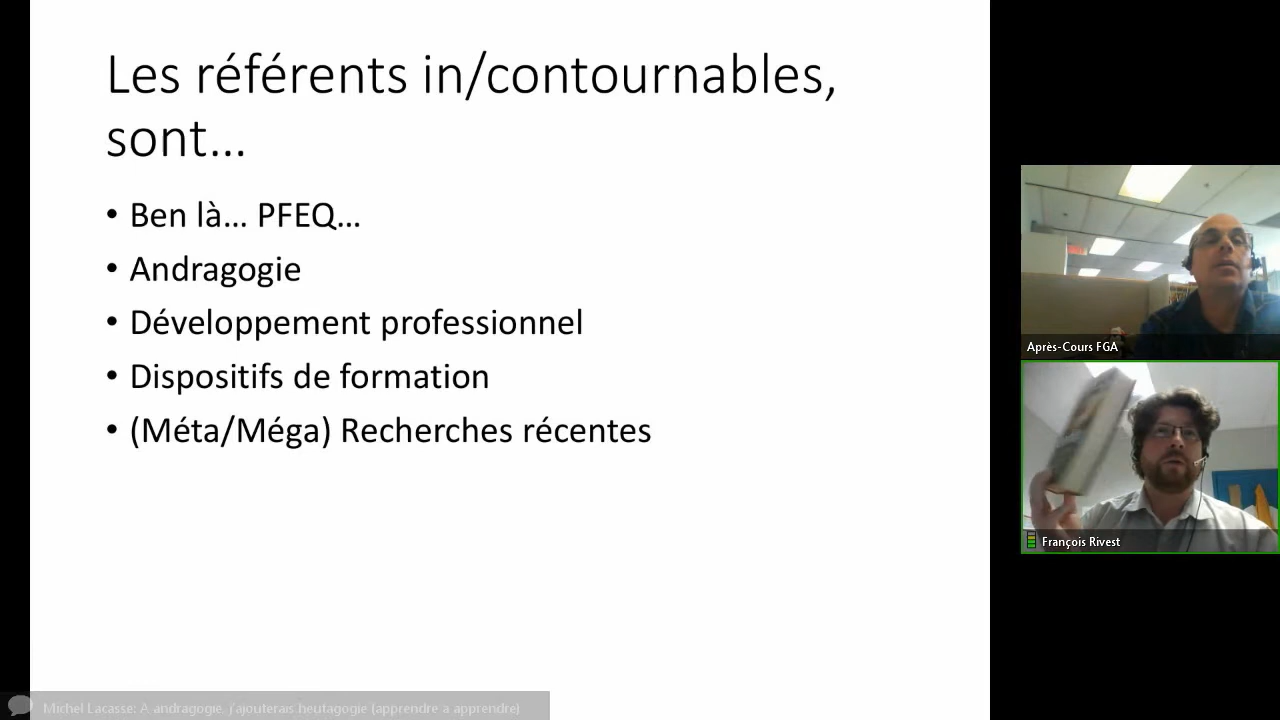 Les référents in/contournables,
sont...
• Ben là... PFEQ...
• Andragogie
• Développement professionnel
• Dispositifs de formation
• (Méta/Méga) Recherches récentes
Après-Cours FGA
François Rivest
Michel Lacasse: A andragogie, j'ajouterais heutagogie (apprendre a apprendre)